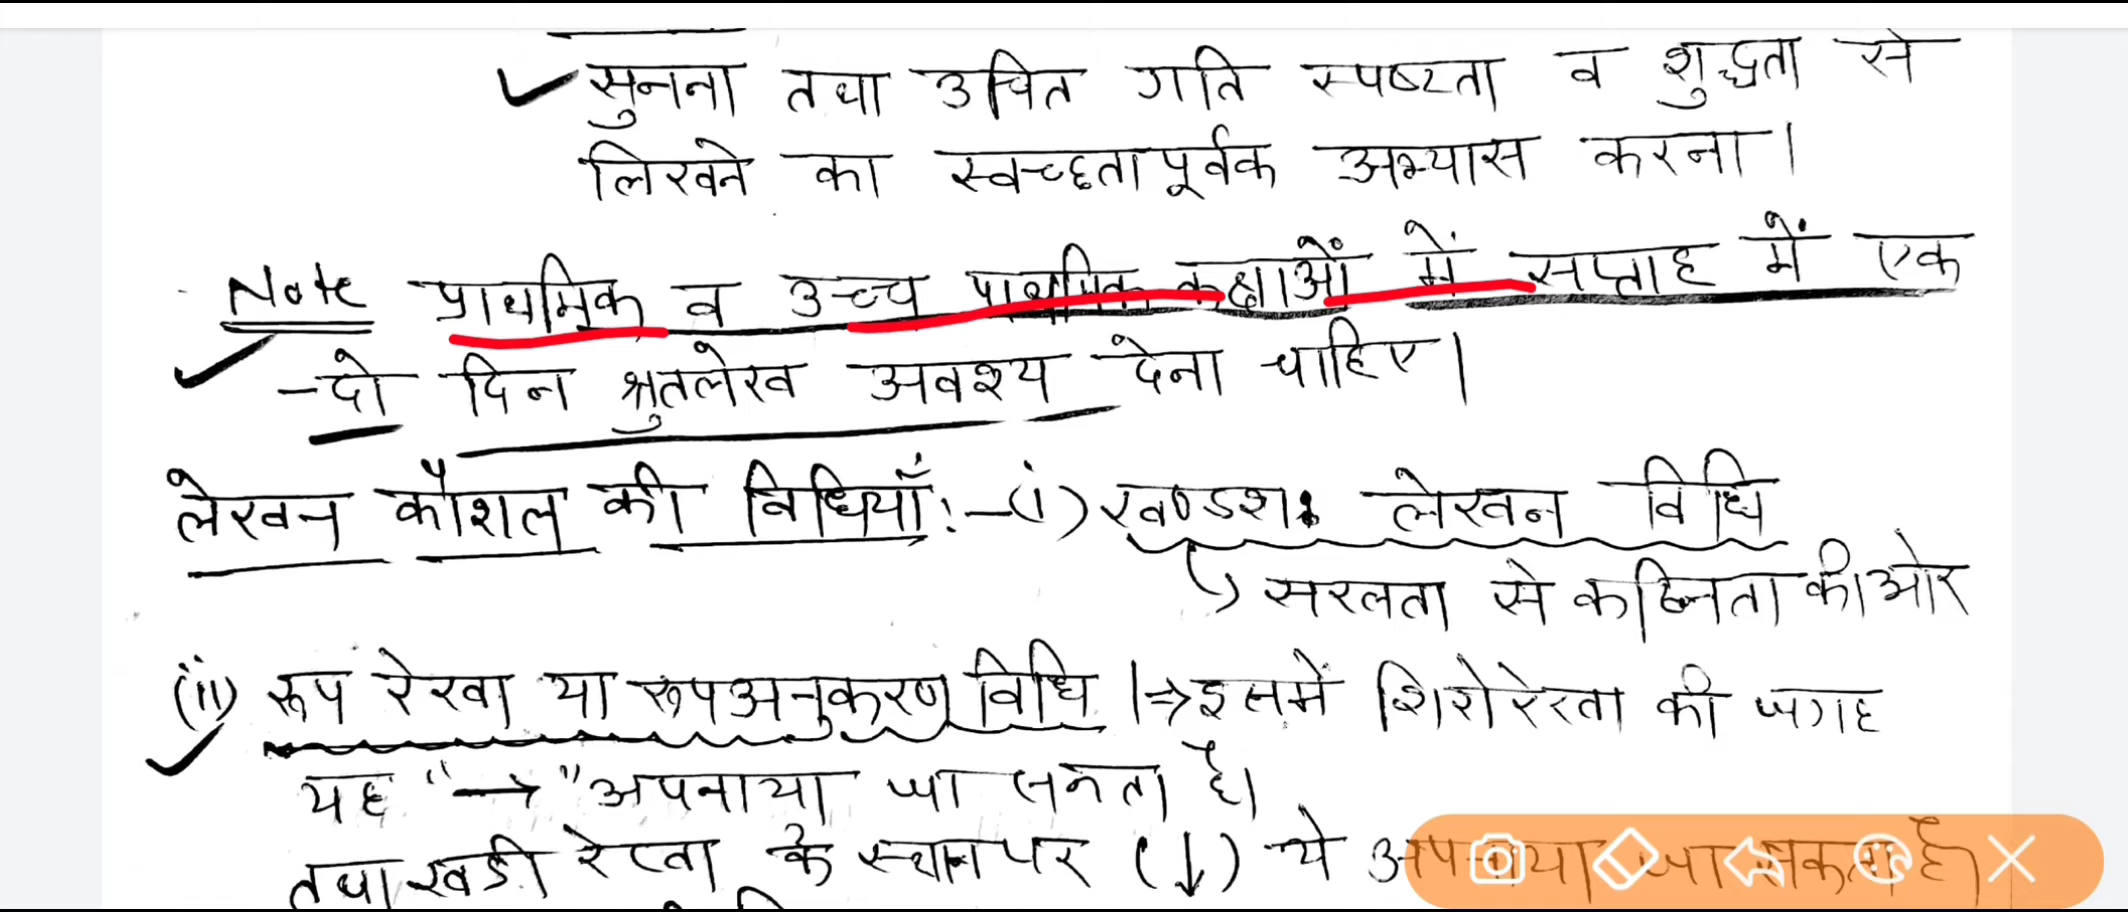 सुनना तथा उचित गति स्पष्टता व शुद्धता से
लिखने का स्वच्छतापूर्वक अभ्यास करना।
Note प्राथमिक व उच्च प्राथमिक कक्षाओं में सप्ताह में एक
-दो दिन श्रुतलेख अवश्य देना चाहिए।
लेखन कौशल की विधियाँ:- (i) खण्डशः लेखन विधि
सरलता से कठिनता की ओर
(ii) रूप रेखा या रूपअनुकरण विधि |→ इसमें शिरोरेखा की जगह
यह "→" अपनाया जा सकता है।
तथा खडी रेखा के स्थान पर (↓) ये अपनाया जा सकता है।